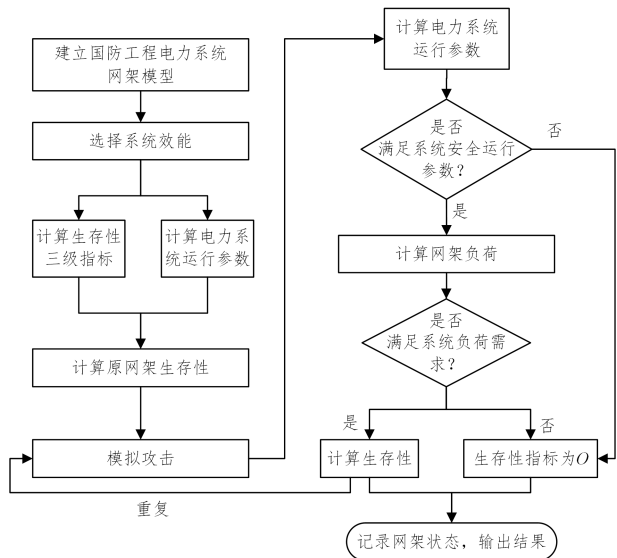 建立国防工程电力系统
网架模型
选择系统效能
计算生存性
三级指标
计算电力系
统运行参数
计算原网架生存性
模拟攻击
重复
计算电力系统
运行参数
是否
满足系统安全运行
参数?
否
是
计算网架负荷
是否
满足系统负荷需
求?
是
否
计算生存性
生存性指标为O
记录网架状态，输出结果